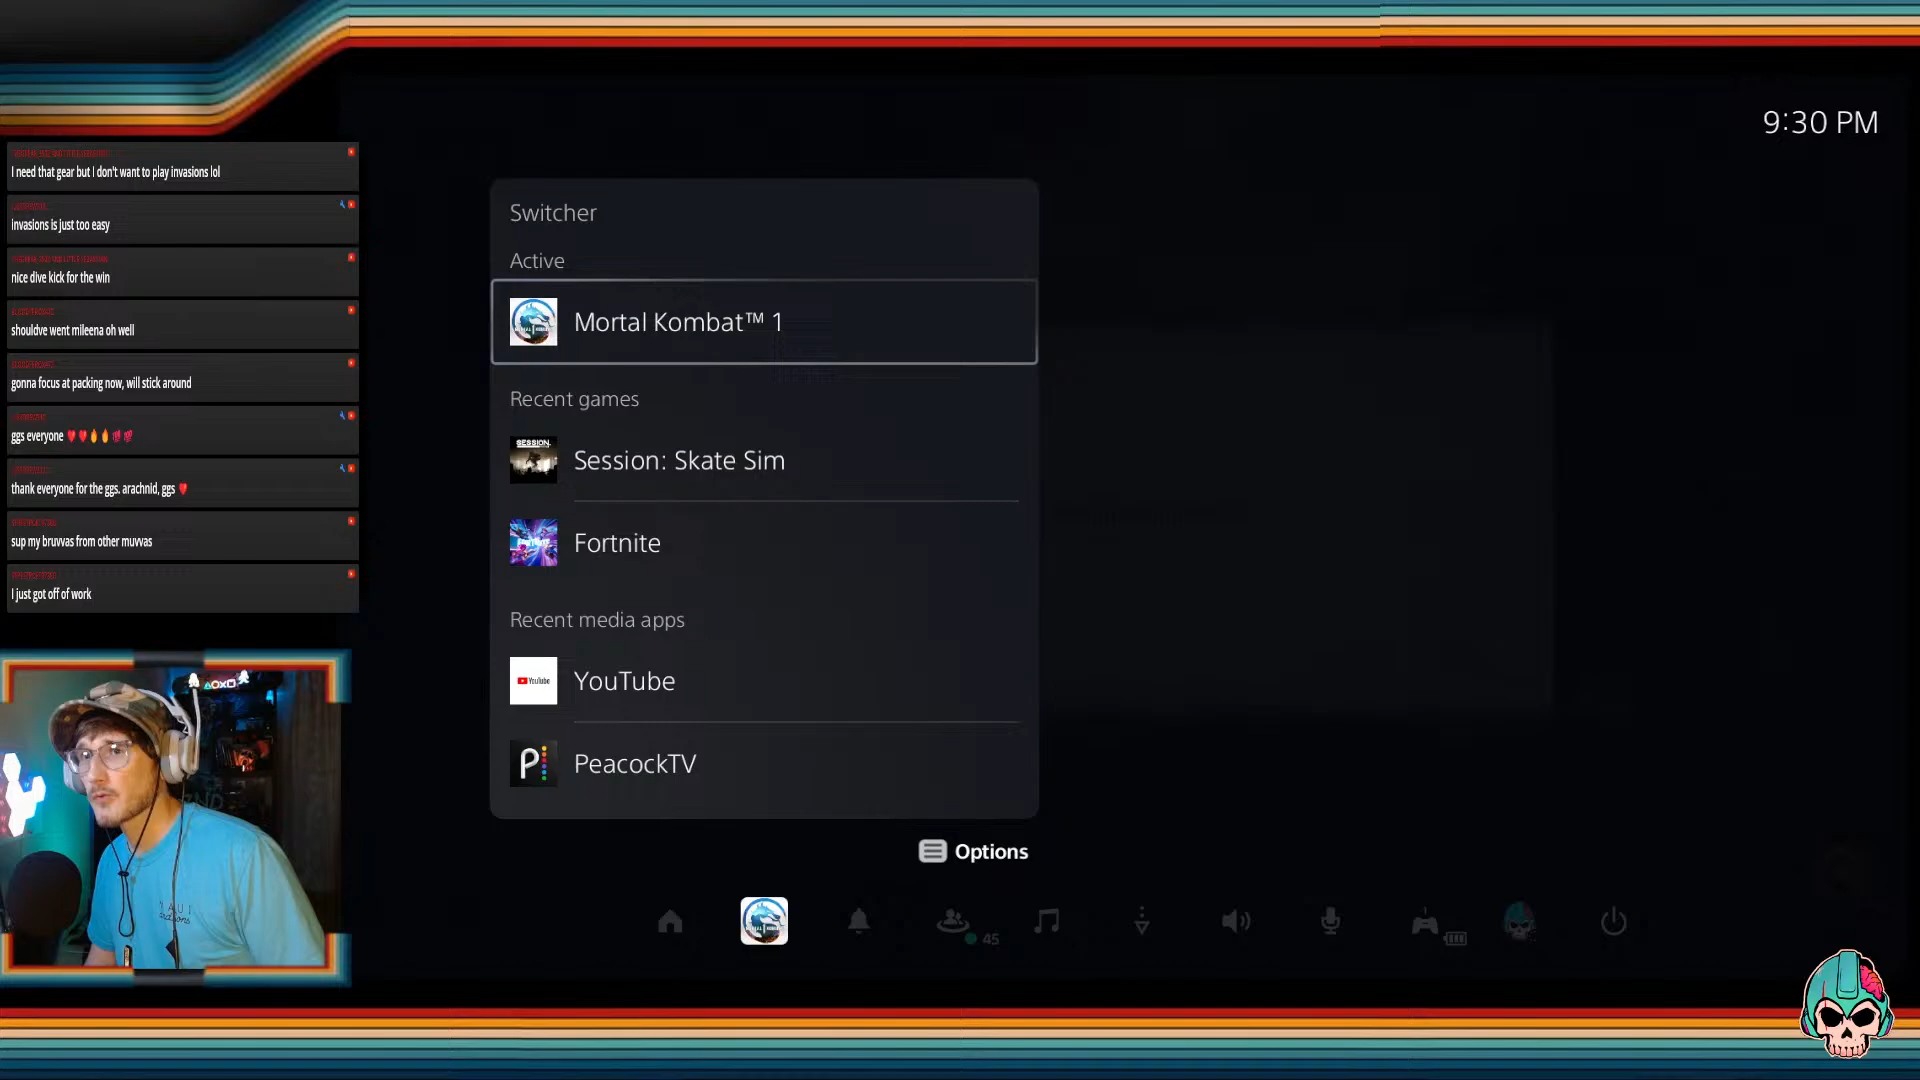 9:30 PM
I need that gear but I don't want to play invasions lol
invasions is just too easy
nice dive kick for the win
shouldve went mileena oh well
gonna focus at packing now, will stick around
ggs everyone ❤️❤️🔥🔥
thank everyone for the ggs. arachnid, ggs ❤️
sup my bruvvas from other muvvas
I just got off of work
Switcher
Active
Mortal Kombat™ 1
Recent games
SESSION.
Session: Skate Sim
Fortnite
Recent media apps
YouTube
YouTube
PeacockTV
Options
45